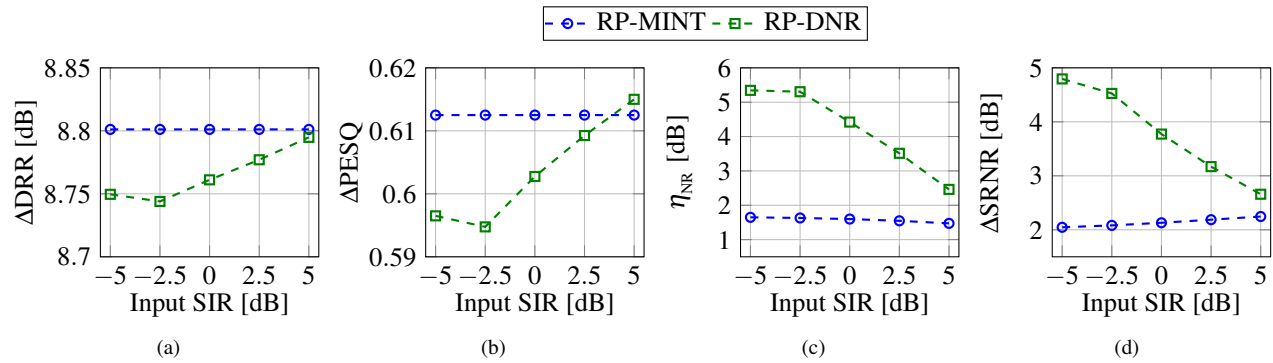 RP-MINT RP-DNR
8.85
8.8
8.75
8.7
ΔDRR [dB]
−5 −2.5 0 2.5 5
Input SIR [dB]
(a)
0.62
0.61
0.6
0.59
ΔPESQ
−5 −2.5 0 2.5 5
Input SIR [dB]
(b)
6
5
4
3
2
1
η_NR [dB]
−5 −2.5 0 2.5 5
Input SIR [dB]
(c)
5
4
3
2
ΔSRNR [dB]
−5 −2.5 0 2.5 5
Input SIR [dB]
(d)